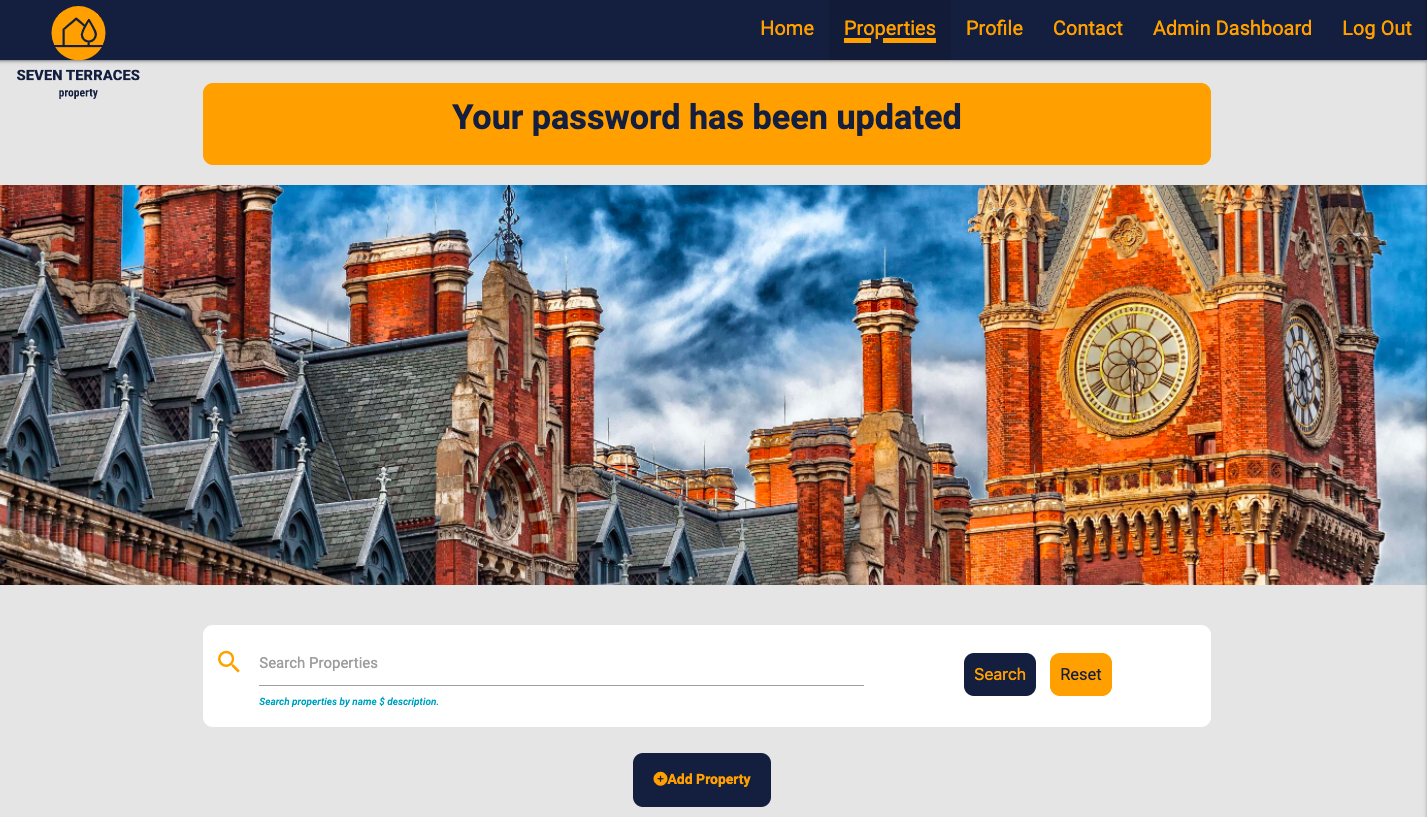 Home Properties Profile Contact Admin Dashboard Log Out
SEVEN TERRACES
property
Your password has been updated
Search Properties
Search Reset
Search properties by name $ description.
Add Property